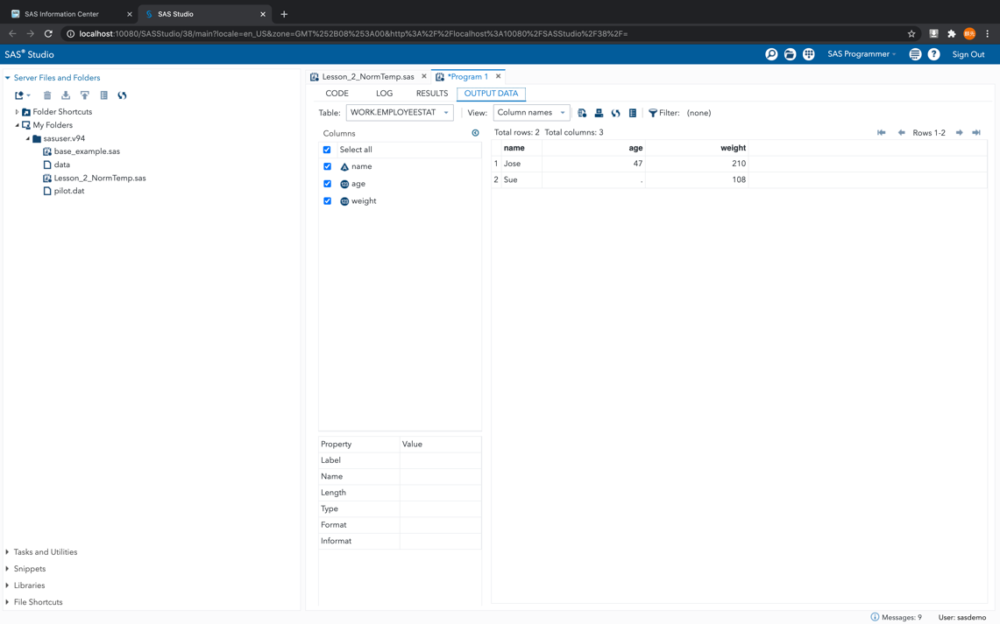 SAS Information Center
SAS Studio
localhost:10080/SASStudio/38/main?locale=en_US&zone=GMT%252B08%253A00&http%3A%2F%2Flocalhost%3A10080%2FSASStudio%2F38%2F=
SAS® Studio
SAS Programmer
Sign Out
Server Files and Folders
Folder Shortcuts
My Folders
sasuser.v94
base_example.sas
data
Lesson_2_NormTemp.sas
pilot.dat
Tasks and Utilities
Snippets
Libraries
File Shortcuts
Lesson_2_NormTemp.sas
*Program 1
CODE LOG RESULTS OUTPUT DATA
Table: WORK.EMPLOYEESTAT View: Column names Filter: (none)
Columns
Select all
name
age
weight
Property Value
Label
Name
Length
Type
Format
Informat
Total rows: 2 Total columns: 3
Rows 1-2
name age weight
1 Jose 47 210
2 Sue . 108
Messages: 9 User: sasdemo